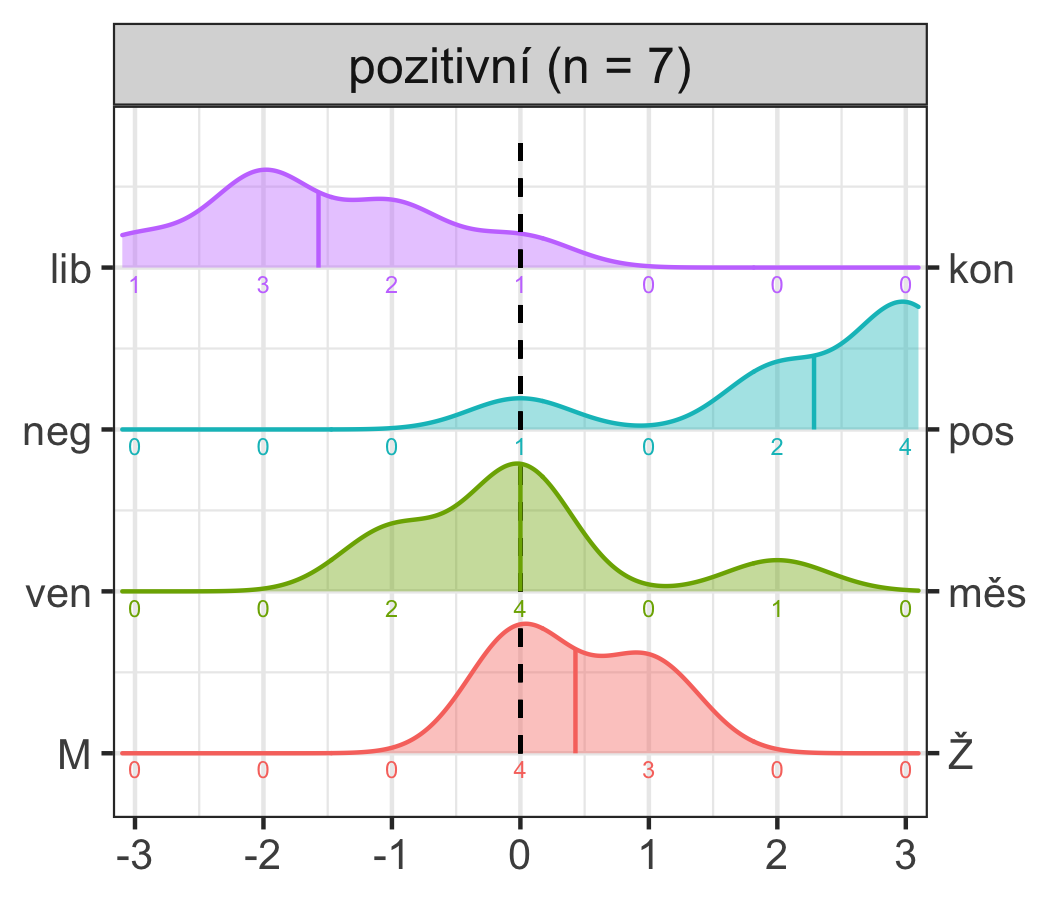 pozitivní (n = 7)
lib kon
1 3 2 1 0 0 0
neg pos
0 0 0 1 0 2 4
ven měs
0 0 2 4 0 1 0
M Ž
0 0 0 4 3 0 0
-3 -2 -1 0 1 2 3